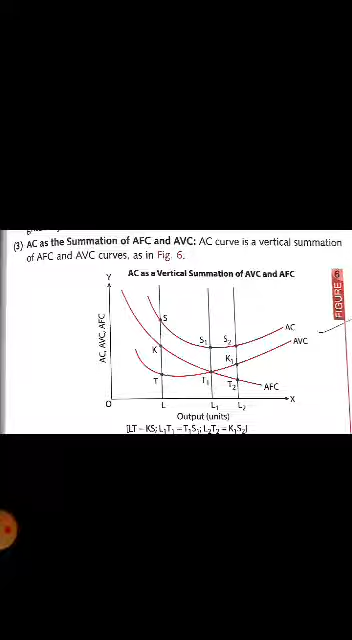 (3) AC as the Summation of AFC and AVC: AC curve is a vertical summation
of AFC and AVC curves, as in Fig. 6.
AC as a Vertical Summation of AVC and AFC
FIGURE 6
Y
AC, AVC, AFC
S
S₁
S₂
AC
K
K₁
AVC
T
T₁
T₂
AFC
O
L
L₁
L₂
X
Output (units)
[LT = KS; L₁T₁ = T₁S₁; L₂T₂ = K₁S₂]